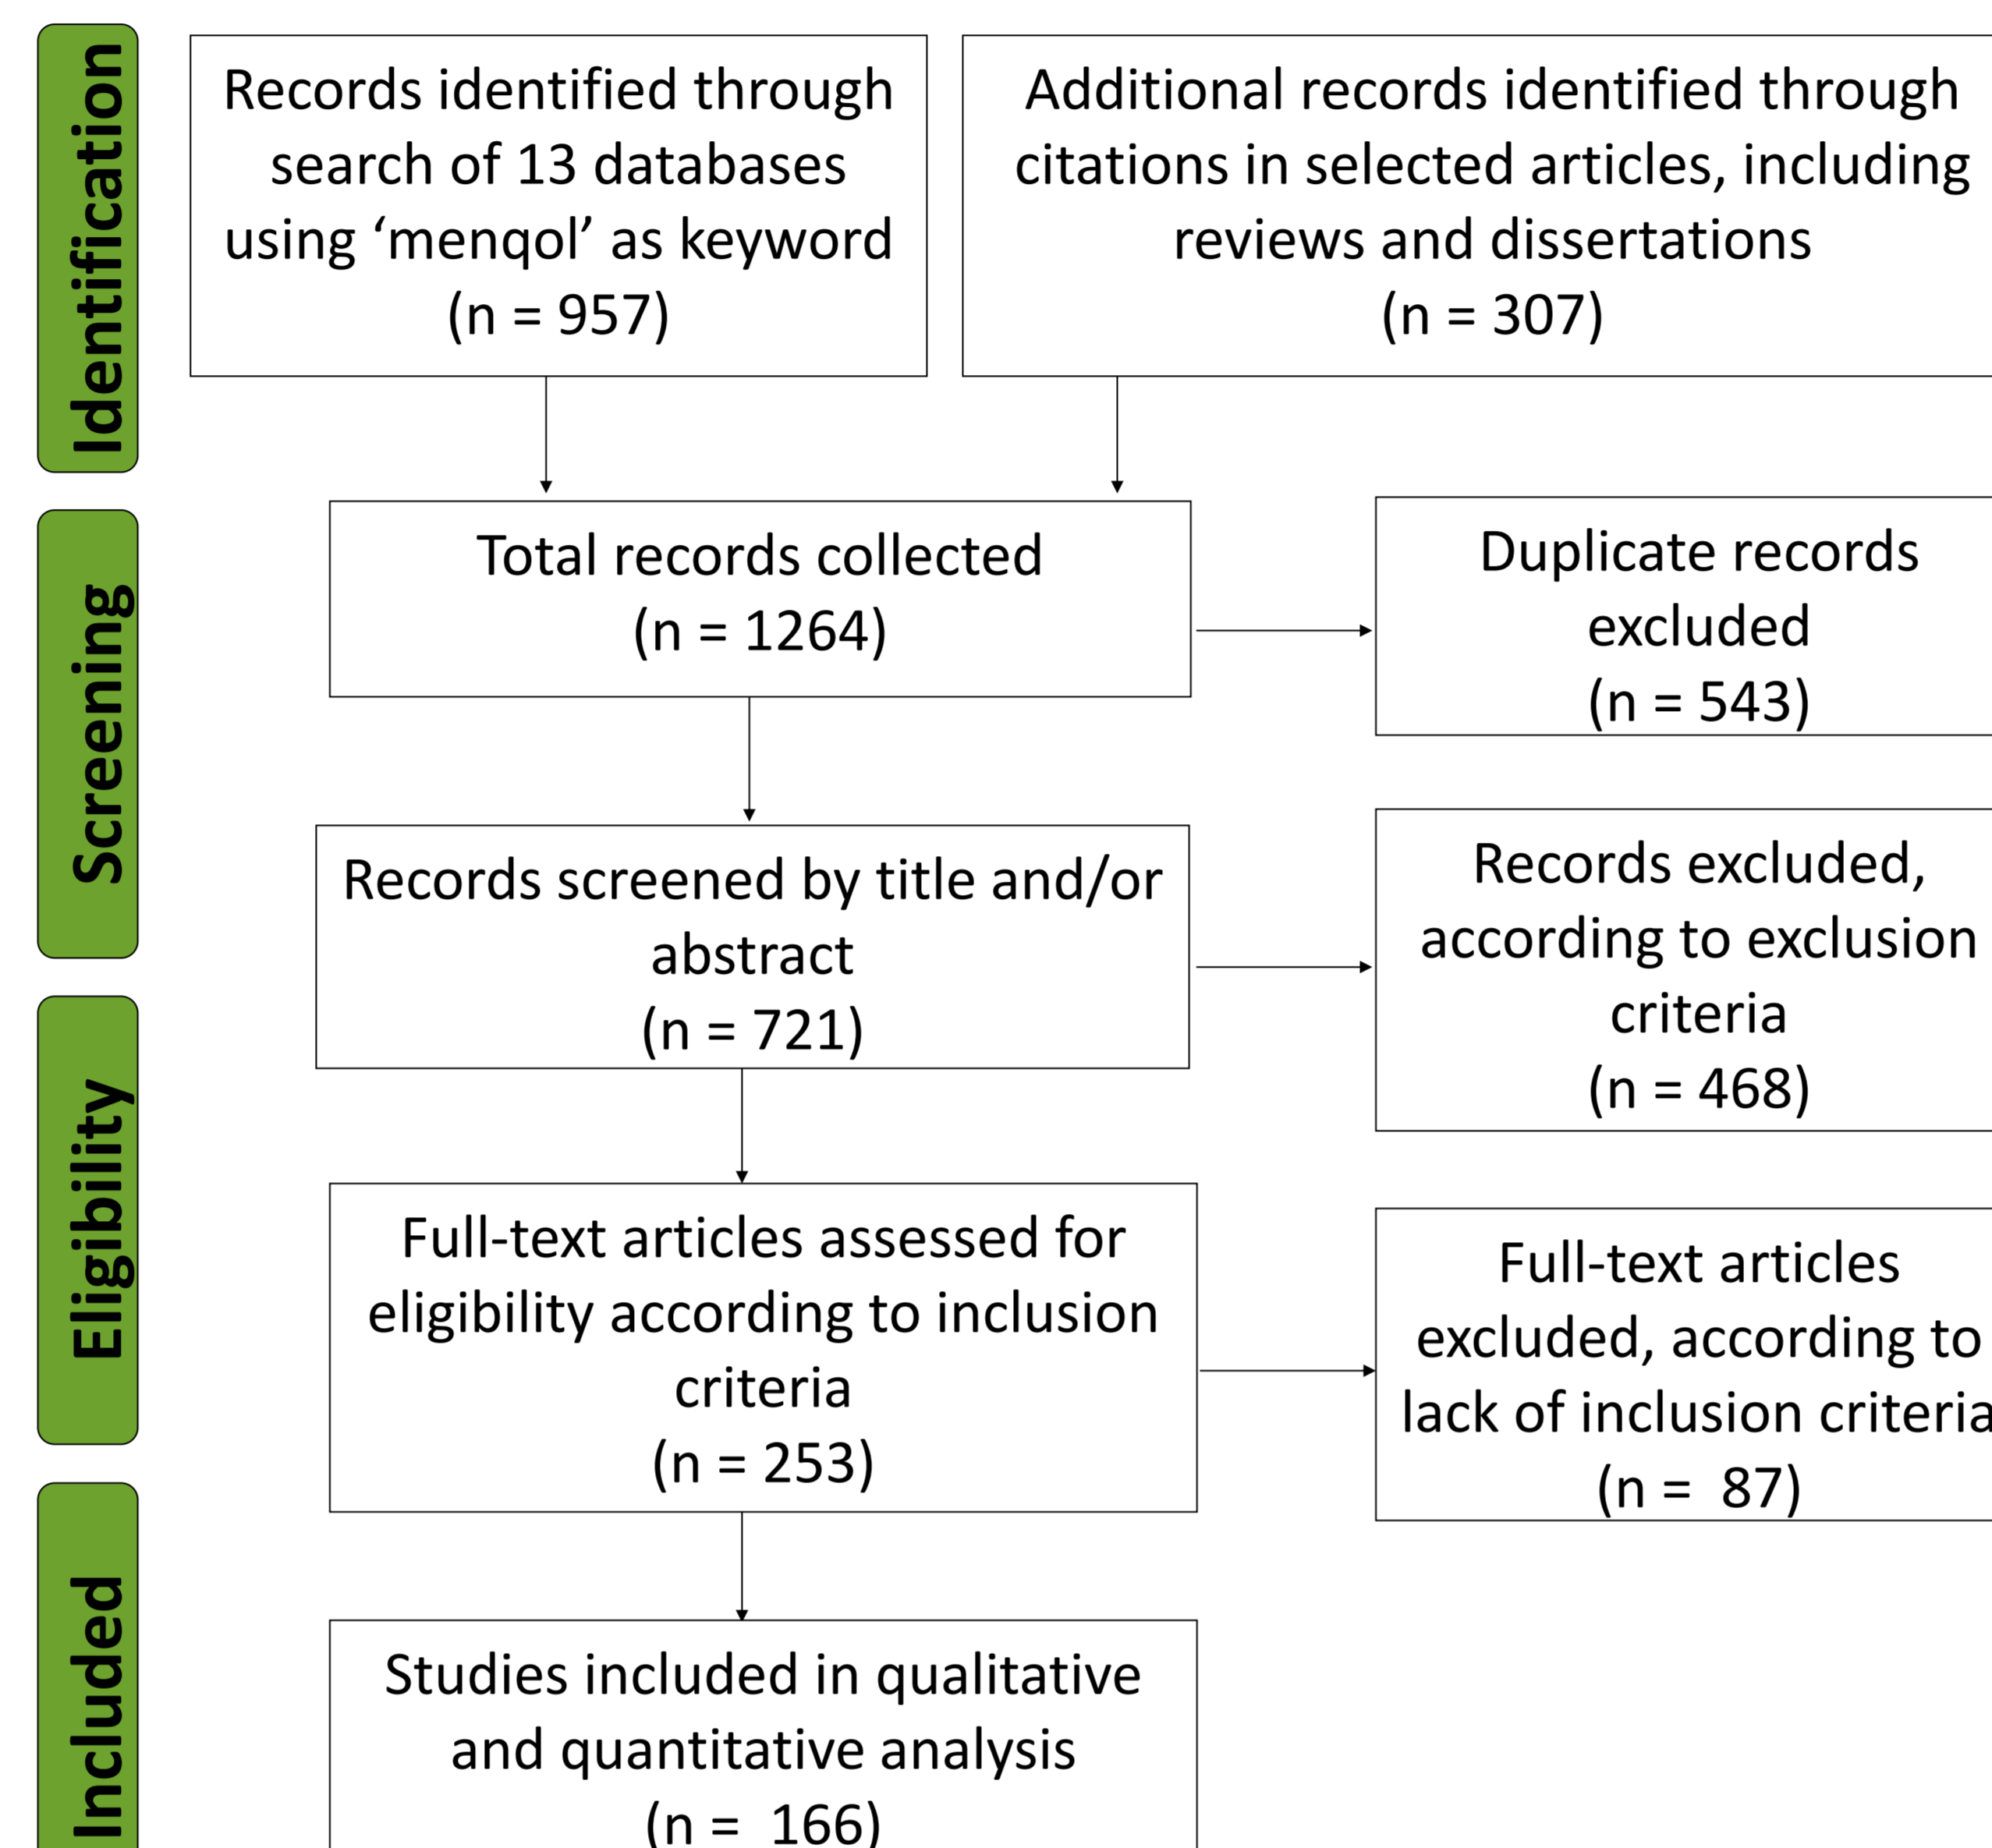 Identification
Records identified through
search of 13 databases
using ‘menqol’ as keyword
(n = 957)
Additional records identified through
citations in selected articles, including
reviews and dissertations
(n = 307)
Screening
Total records collected
(n = 1264)
Duplicate records
excluded
(n = 543)
Records screened by title and/or
abstract
(n = 721)
Records excluded,
according to exclusion
criteria
(n = 468)
Eligibility
Full-text articles assessed for
eligibility according to inclusion
criteria
(n = 253)
Full-text articles
excluded, according to
lack of inclusion criteria
(n =  87)
Included
Studies included in qualitative
and quantitative analysis
(n =  166)